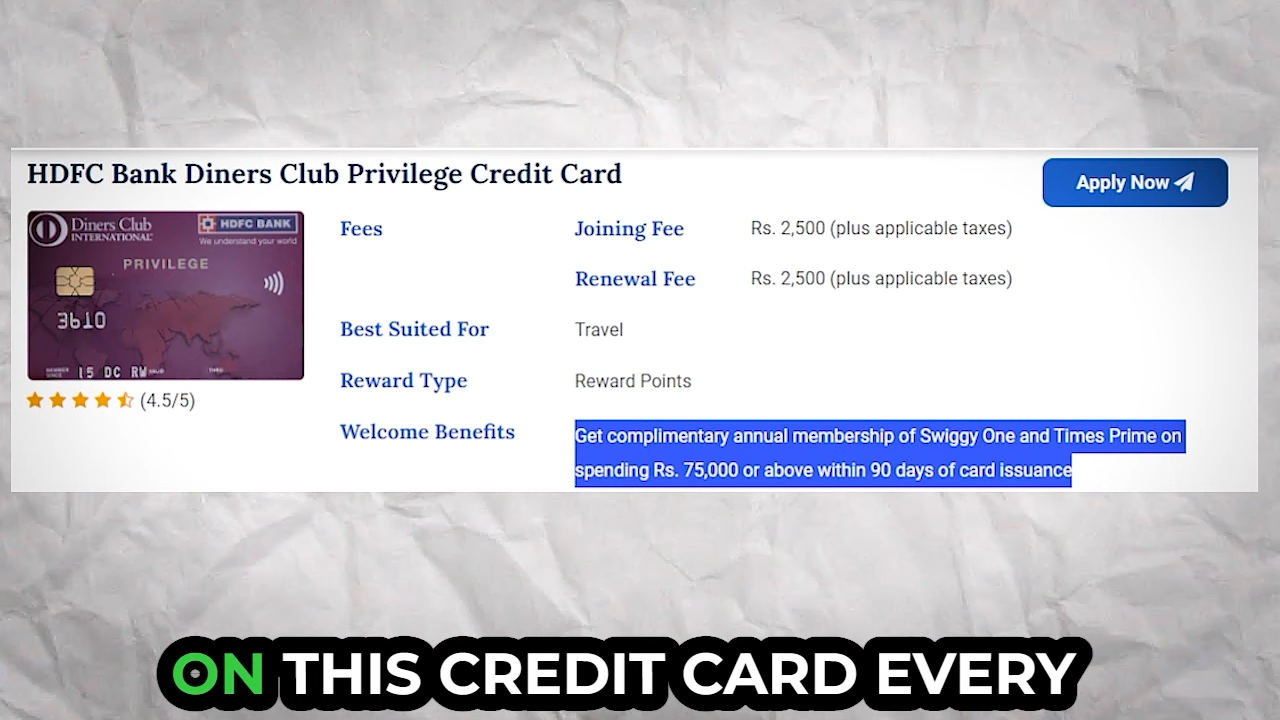 HDFC Bank Diners Club Privilege Credit Card
Apply Now
Diners Club
INTERNATIONAL
HDFC BANK
We understand your world
PRIVILEGE
3610
MEMBER SINCE 15 DC RW VALID THRU
(4.5/5)
Fees
Joining Fee
Rs. 2,500 (plus applicable taxes)
Renewal Fee
Rs. 2,500 (plus applicable taxes)
Best Suited For
Travel
Reward Type
Reward Points
Welcome Benefits
Get complimentary annual membership of Swiggy One and Times Prime on
spending Rs. 75,000 or above within 90 days of card issuance
ON THIS CREDIT CARD EVERY